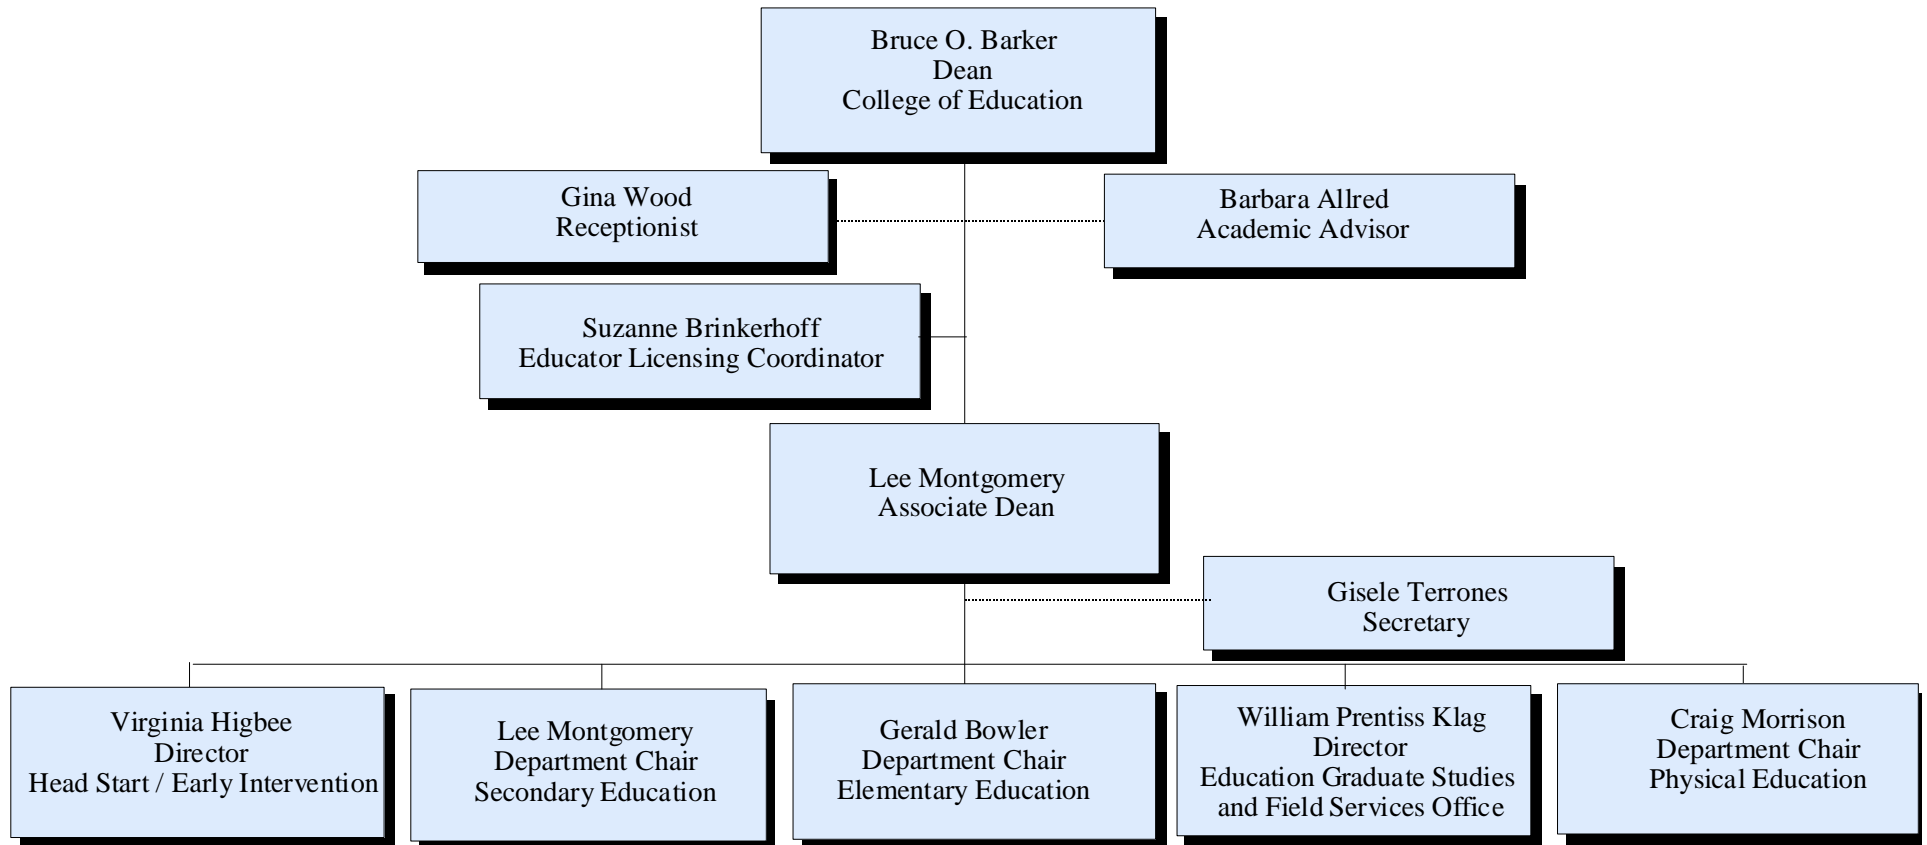 Bruce O. Barker
Dean
College of Education
Gina Wood
Receptionist
Barbara Allred
Academic Advisor
Suzanne Brinkerhoff
Educator Licensing Coordinator
Lee Montgomery
Associate Dean
Gisele Terrones
Secretary
Virginia Higbee
Director
Head Start / Early Intervention
Lee Montgomery
Department Chair
Secondary Education
Gerald Bowler
Department Chair
Elementary Education
William Prentiss Klag
Director
Education Graduate Studies
and Field Services Office
Craig Morrison
Department Chair
Physical Education